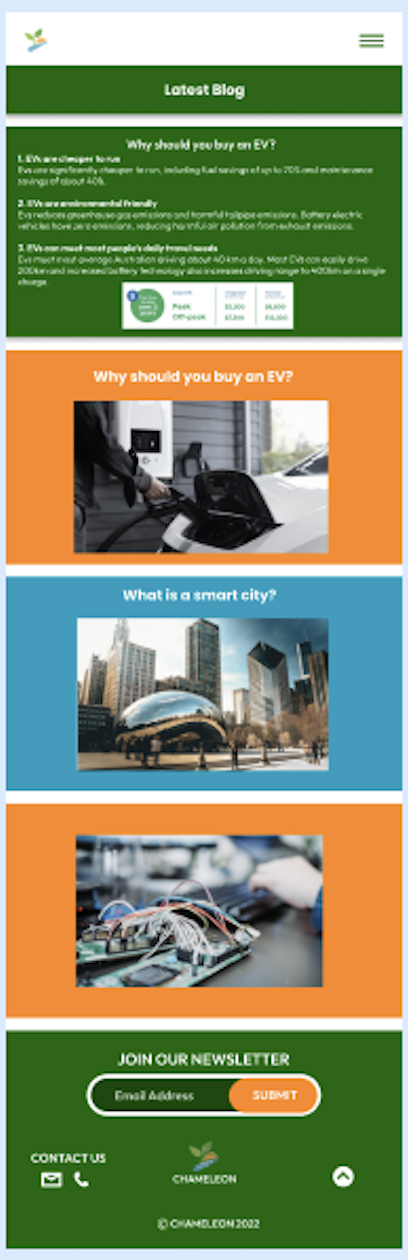 Latest Blog
Why should you buy an EV?
1. EVs are cheaper to run
Evs are significantly cheaper to run, including fuel savings of up to 70% and maintenance
savings of about 40%.
2. EVs are environmental friendly
Evs reduces greenhouse gas emissions and harmful tailpipe emissions. Battery electric
vehicles have zero emissions, reducing harmful air pollution from exhaust emissions.
3. EVs can meet most people's daily travel needs
Evs must meet most average Australian driving about 40 km a day. Most EVs can easily drive
200km and increased battery technology also increases driving range to 400km on a single
charge.
Peak
Off-peak
Why should you buy an EV?
What is a smart city?
JOIN OUR NEWSLETTER
Email Address SUBMIT
CONTACT US
CHAMELEON
© CHAMELEON 2022